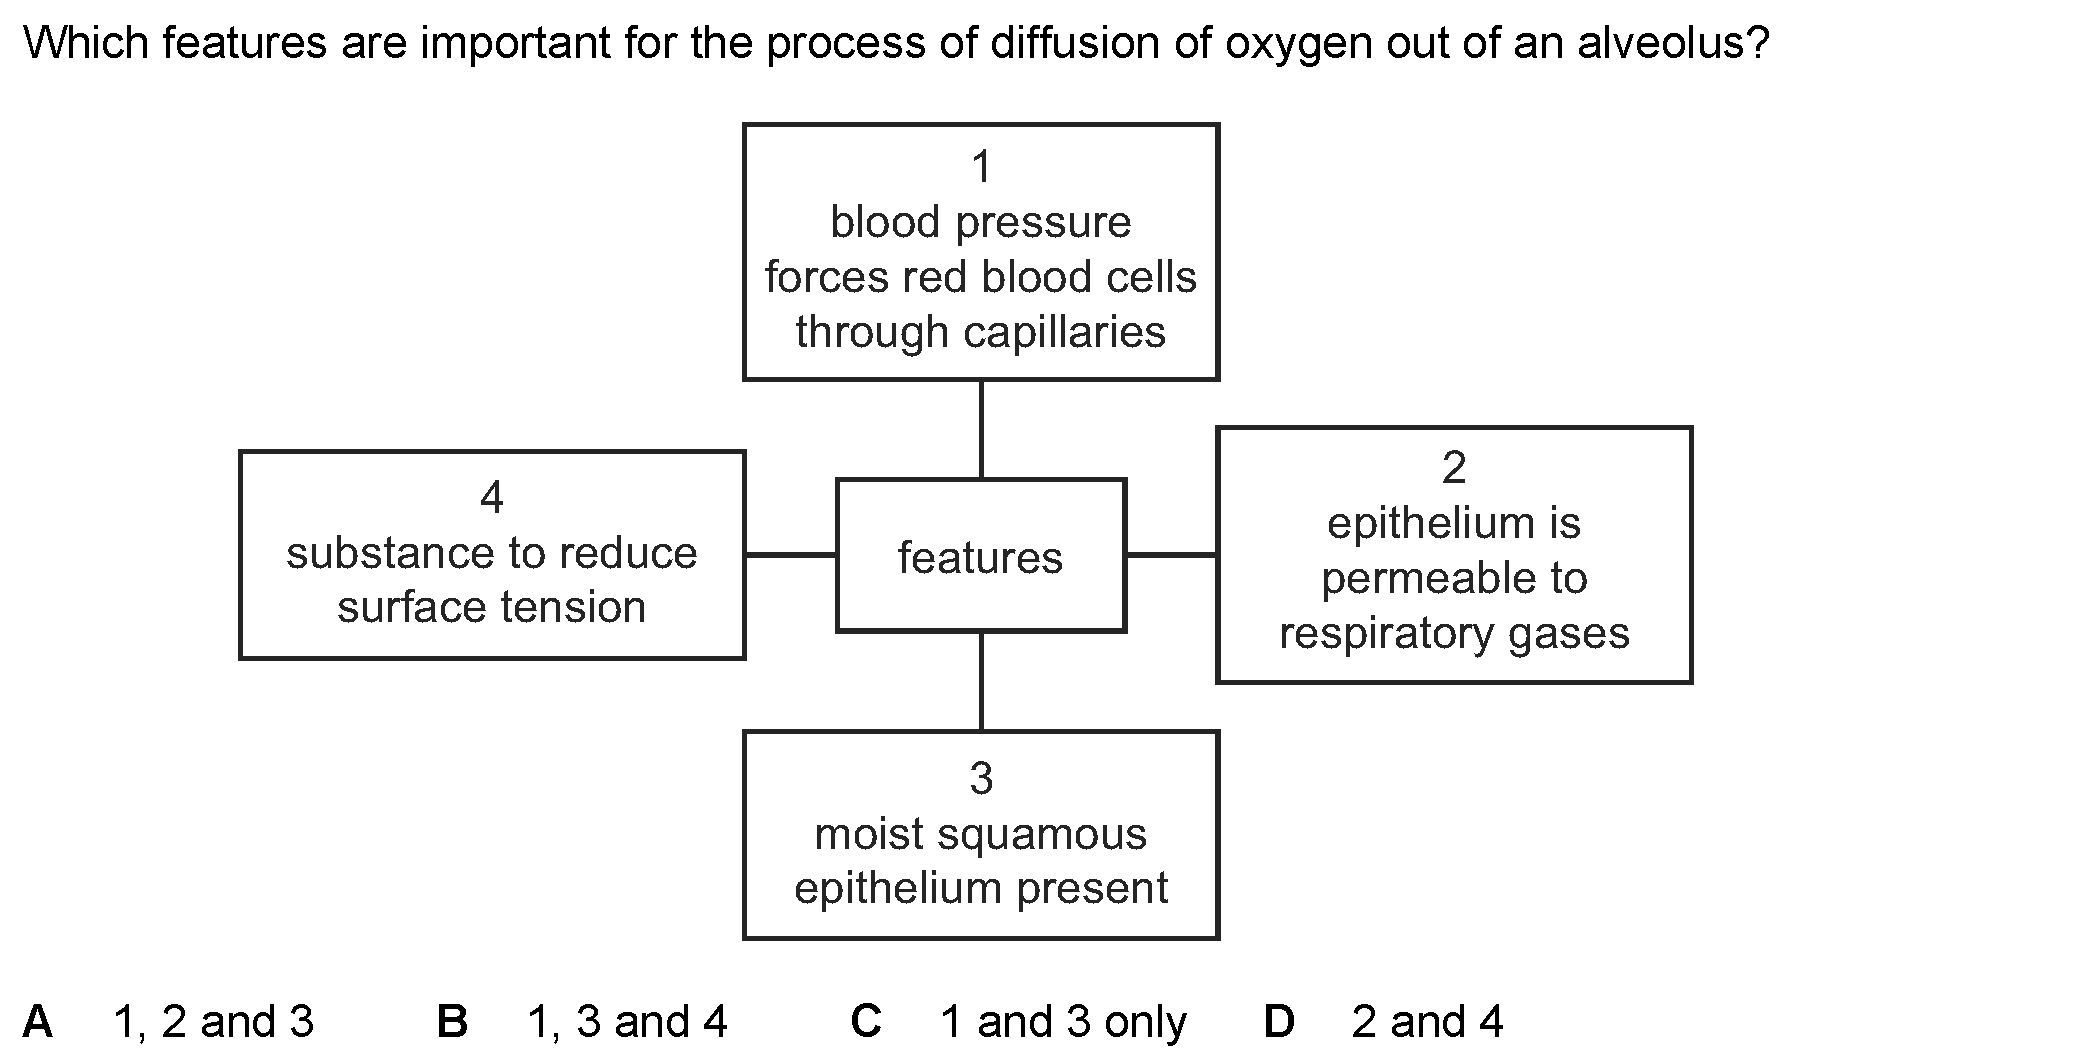 Which features are important for the process of diffusion of oxygen out of an alveolus?
1
blood pressure
forces red blood cells
through capillaries
4
substance to reduce
surface tension
features
2
epithelium is
permeable to
respiratory gases
3
moist squamous
epithelium present
A 1, 2 and 3 B 1, 3 and 4 C 1 and 3 only D 2 and 4